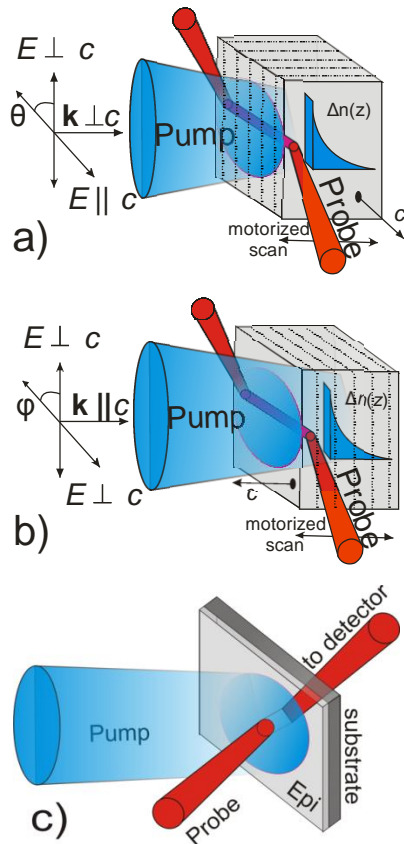 E ⊥ c
θ
k ⊥c
E || c
Pump
Δn(z)
Probe
c
motorized
scan
a)
E ⊥ c
φ
k ||c
E ⊥ c
Pump
Δn(z)
Probe
c
motorized
scan
b)
to detector
Pump
substrate
Epi
Probe
c)